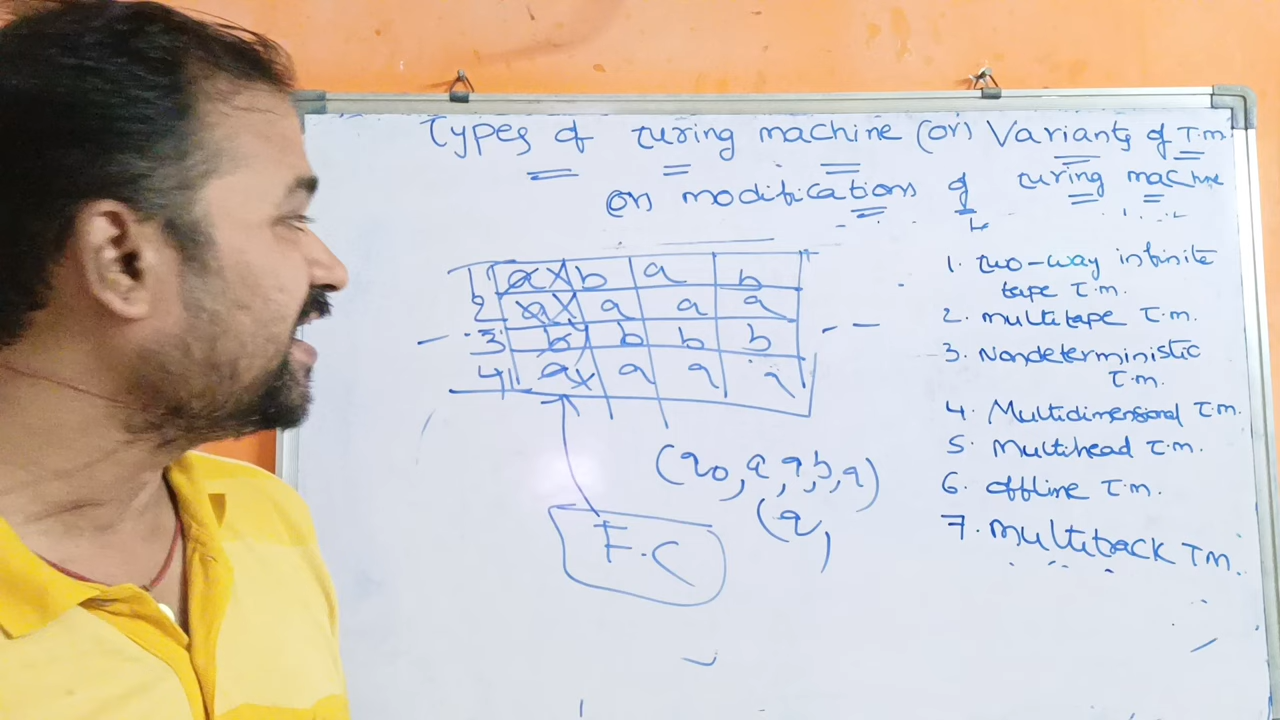 Types of turing machine (or) Variants of T.m.
(or) modifications of turing machine
1. two-way infinite
tape T.m.
2. multitape T.m.
3. Nondeterministic
T.m.
4. Multidimensional T.m.
5. Multihead T.m.
6. offline T.m.
7. multitrack TM.
1 a x b a b
2 a x a a a
-- 3 b b b b --
4 a x a a a
(q0, a, a, b, a)
(q,
F.C